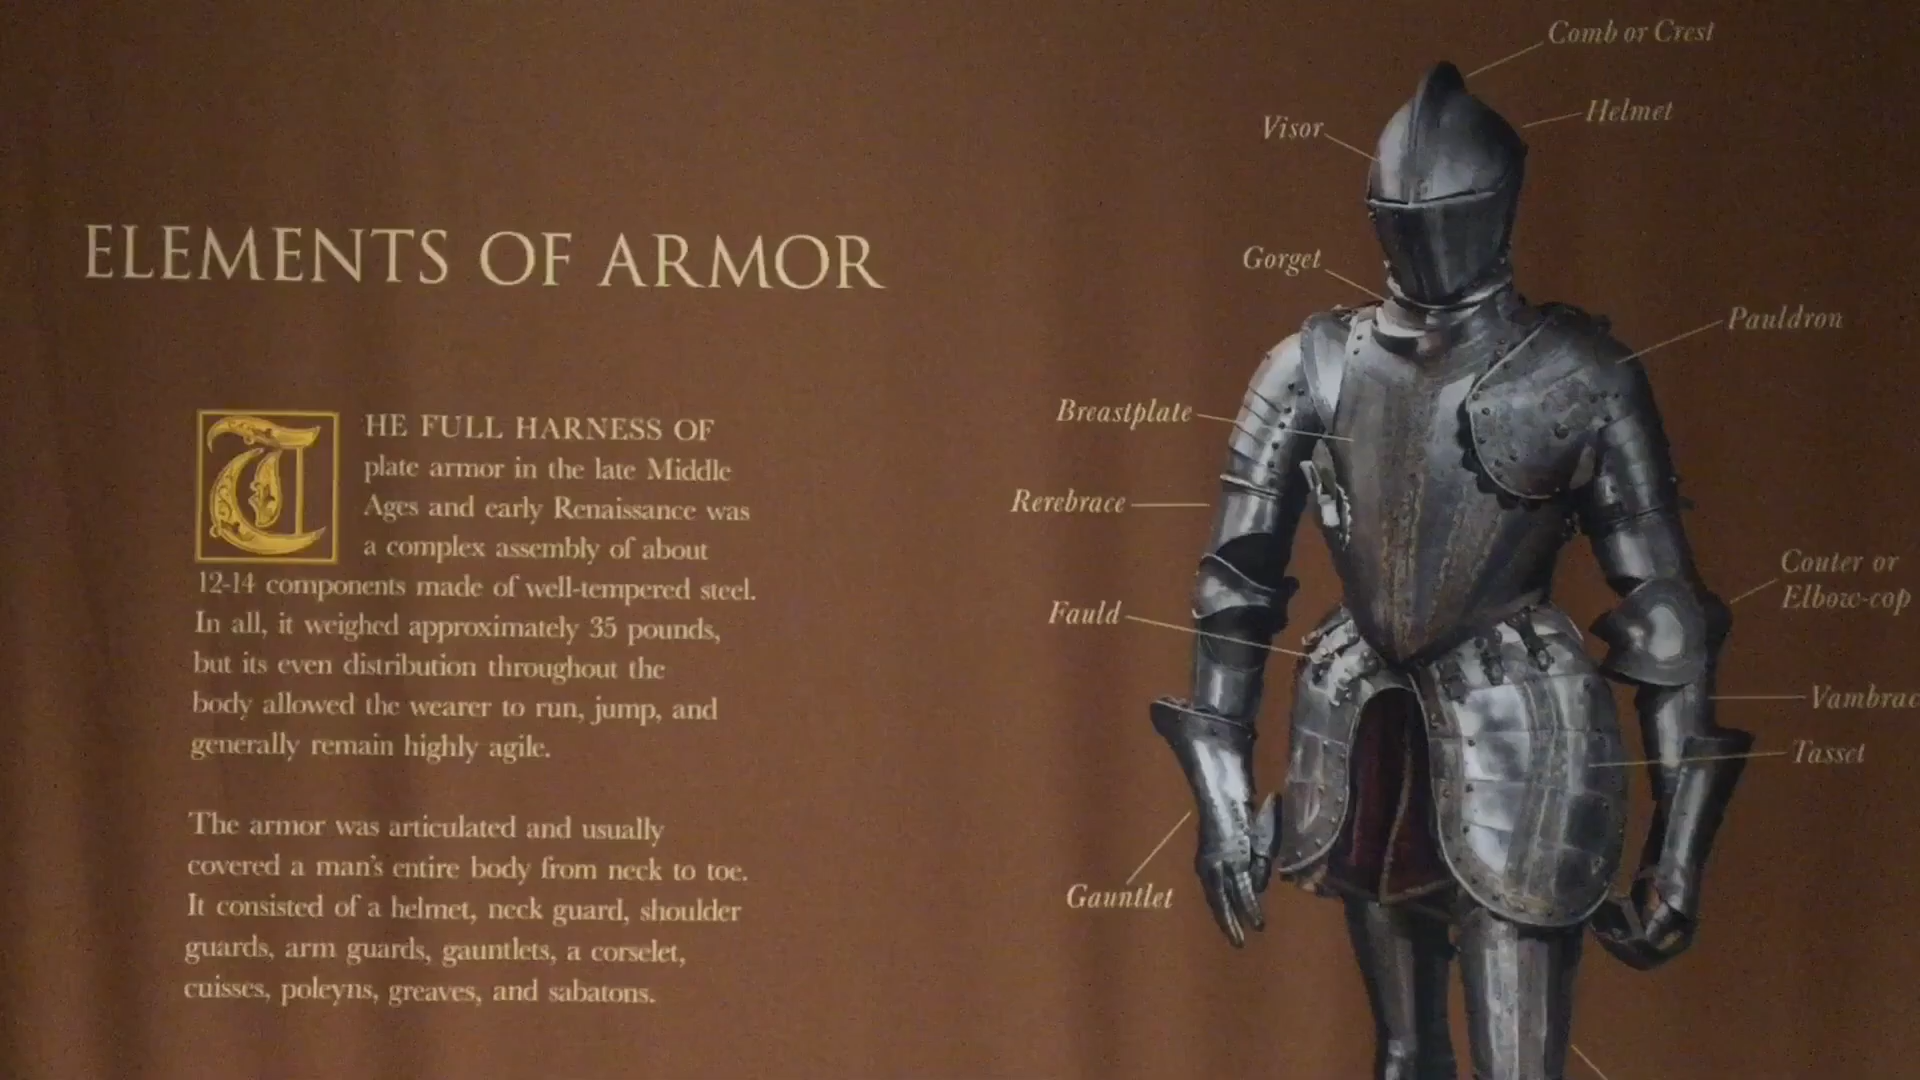 ELEMENTS OF ARMOR
THE FULL HARNESS OF
plate armor in the late Middle
Ages and early Renaissance was
a complex assembly of about
12-14 components made of well-tempered steel.
In all, it weighed approximately 35 pounds,
but its even distribution throughout the
body allowed the wearer to run, jump, and
generally remain highly agile.
The armor was articulated and usually
covered a man's entire body from neck to toe.
It consisted of a helmet, neck guard, shoulder
guards, arm guards, gauntlets, a corselet,
cuisses, poleyns, greaves, and sabatons.
Comb or Crest
Helmet
Visor
Gorget
Pauldron
Breastplate
Rerebrace
Couter or
Elbow-cop
Fauld
Vambrac
Tasset
Gauntlet